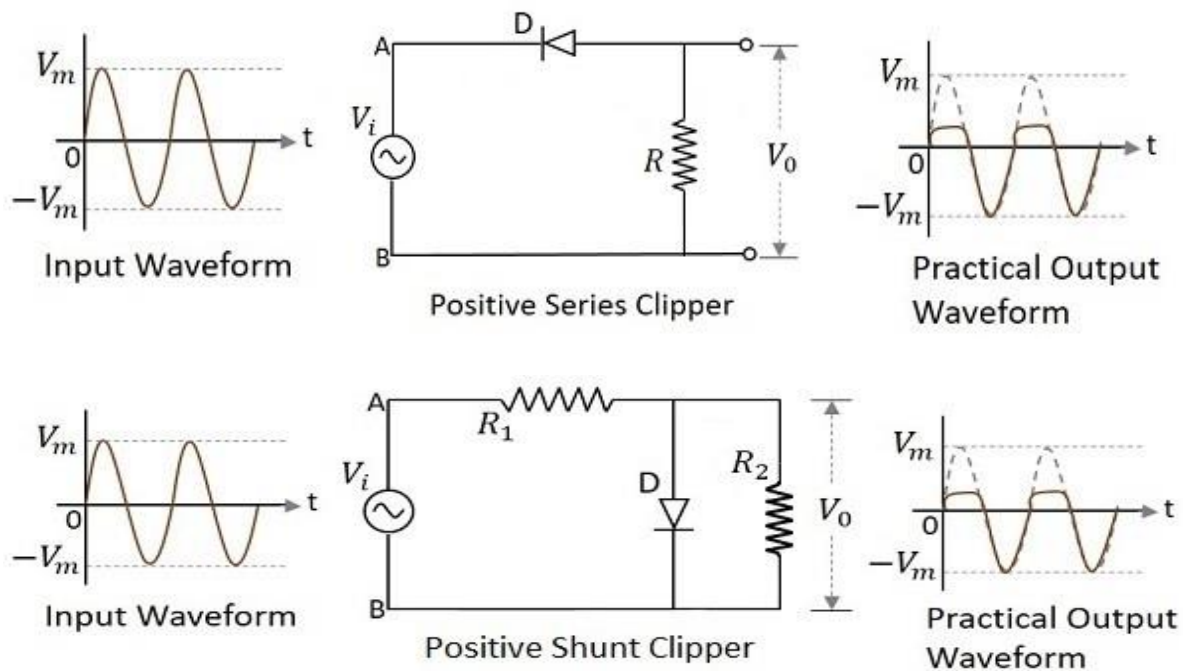 V_m
0
t
−V_m
Input Waveform
A
D
V_i
R
V_0
B
Positive Series Clipper
V_m
0
t
−V_m
Practical Output
Waveform
V_m
0
t
−V_m
Input Waveform
A
R_1
V_i
D
R_2
V_0
B
Positive Shunt Clipper
V_m
0
t
−V_m
Practical Output
Waveform